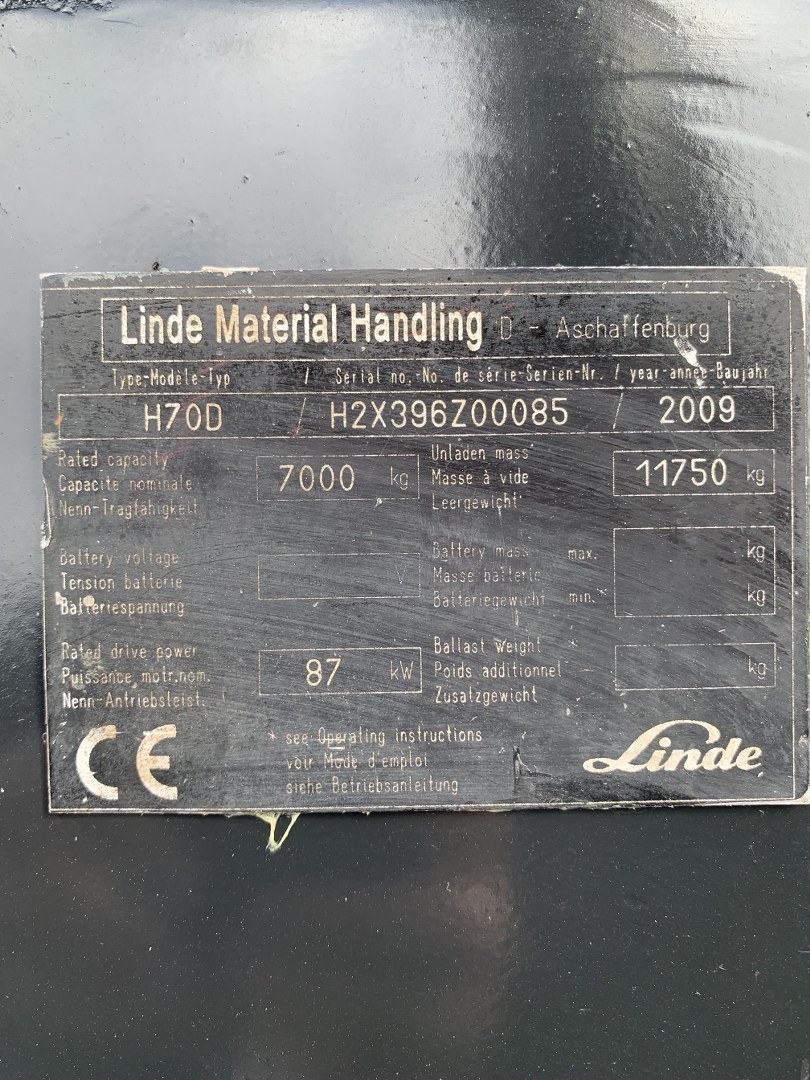 Linde Material Handling D - Aschaffenburg
Type-Modèle-Typ / Serial no.-No. de série-Serien-Nr. / year-année-Baujahr
H70D / H2X396Z00085 / 2009
Rated capacity
Capacité nominale
Nenn-Tragfähigkeit
7000 kg
Unladen mass
Masse à vide
Leergewicht
11750 kg
Battery voltage
Tension batterie
Batteriespannung
V
Battery mass max. kg
Masse batterie
Batteriegewicht min.* kg
Rated drive power
Puissance motr.nom.
Nenn-Antriebsleist.
87 kW
Ballast weight *
Poids additionnel
Zusatzgewicht
kg
CE
* see Operating instructions
voir Mode d'emploi
siehe Betriebsanleitung
Linde